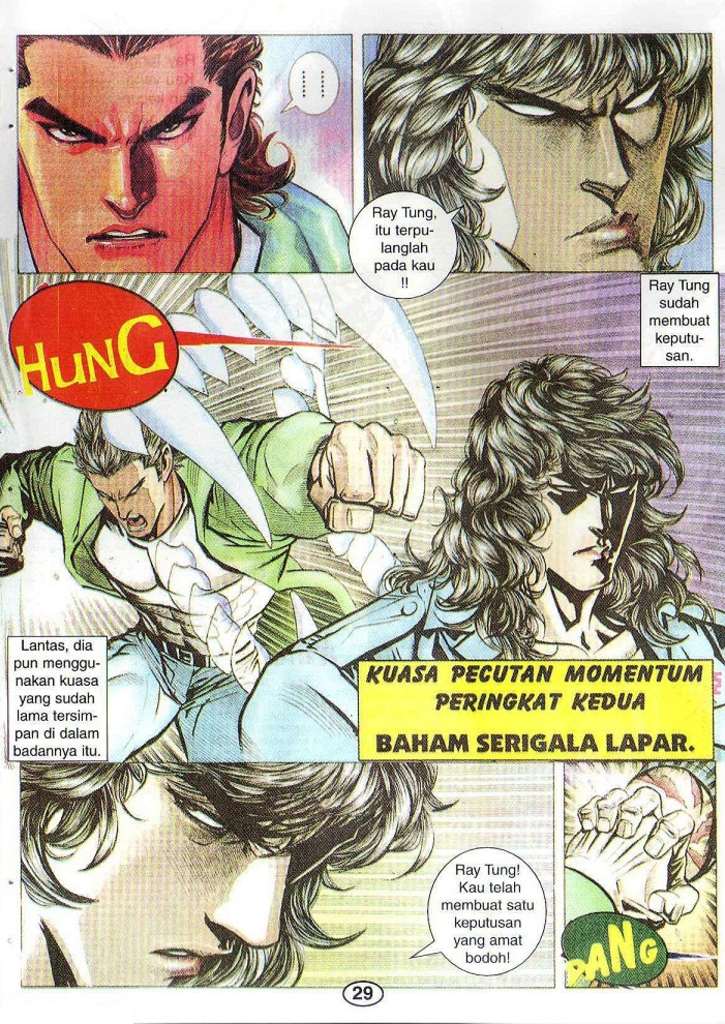 Ray Tung,
itu terpu-
langlah
pada kau
!!
Ray Tung
sudah
membuat
keputu-
san.
HUNG
Lantas, dia
pun menggu-
nakan kuasa
yang sudah
lama tersim-
pan di dalam
badannya itu.
KUASA PECUTAN MOMENTUM
PERINGKAT KEDUA
BAHAM SERIGALA LAPAR.
Ray Tung!
Kau telah
membuat satu
keputusan
yang amat
bodoh!
PANG
29